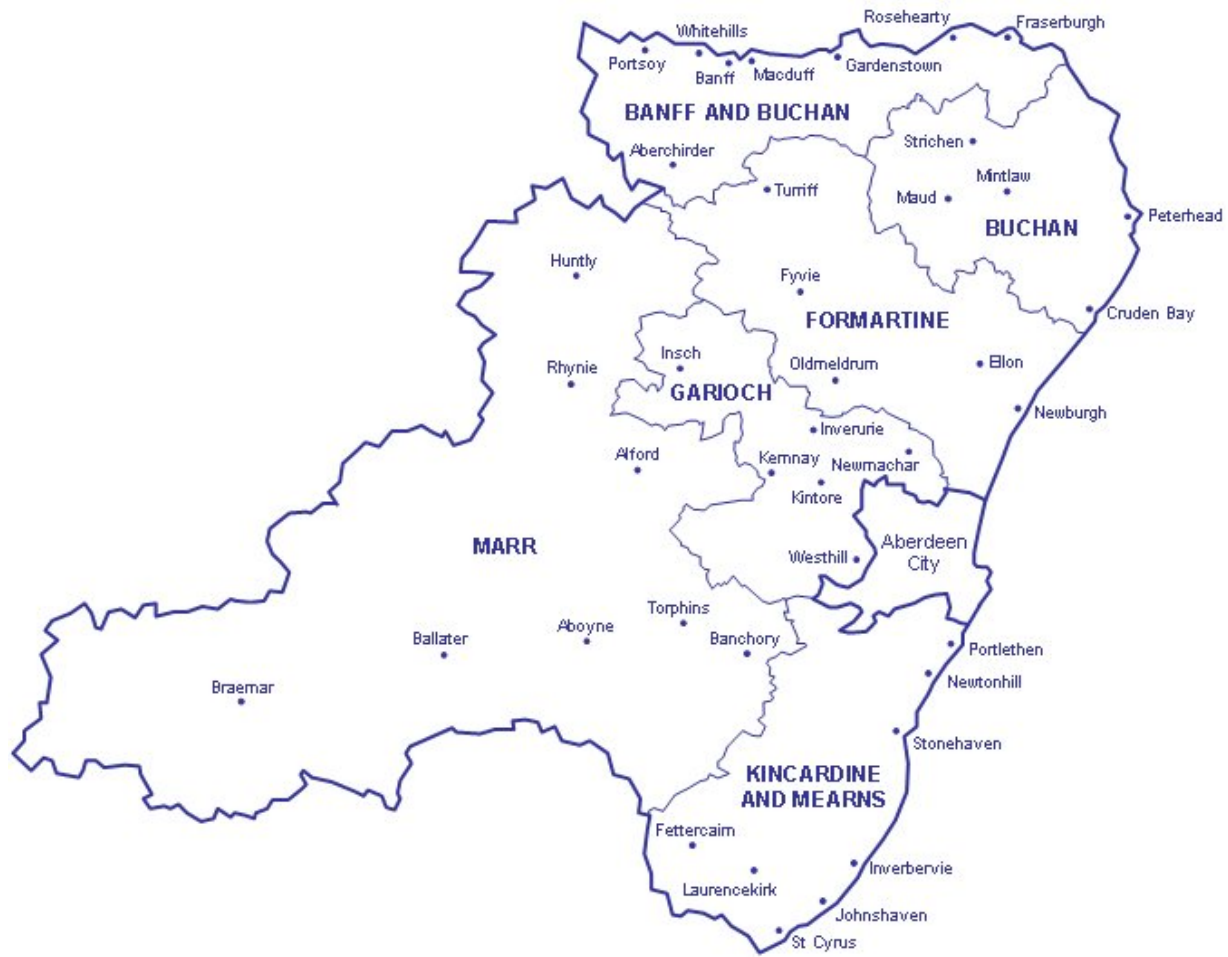 Rosehearty
Fraserburgh
Whitehills
Portsoy
Banff
Macduff
Gardenstown
BANFF AND BUCHAN
Strichen
Aberchirder
Mintlaw
Turriff
Maud
Peterhead
BUCHAN
Huntly
Fyvie
Cruden Bay
FORMARTINE
Insch
Oldmeldrum
Ellon
Rhynie
GARIOCH
Newburgh
Inverurie
Alford
Kemnay
Newmachar
Kintore
MARR
Westhill
Aberdeen
City
Torphins
Aboyne
Ballater
Banchory
Portlethen
Braemar
Newtonhill
Stonehaven
KINCARDINE
AND MEARNS
Fettercairn
Inverbervie
Laurencekirk
Johnshaven
St Cyrus